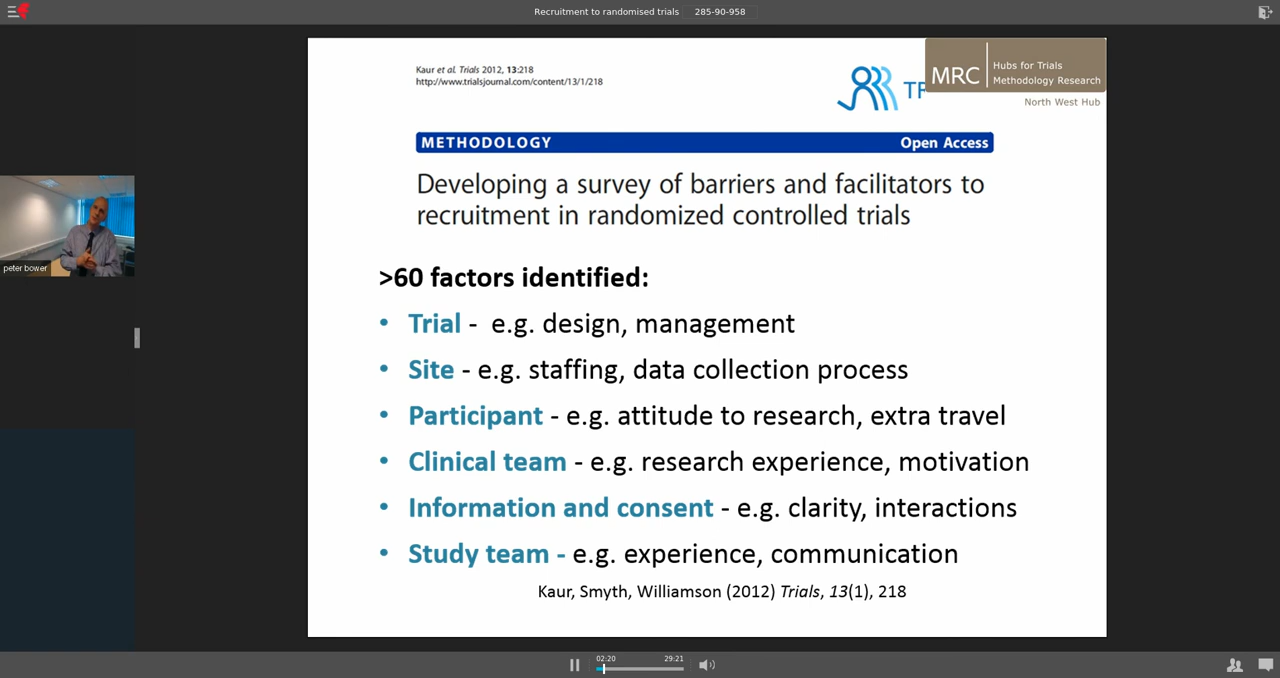 Recruitment to randomised trials 285-90-958
Kaur et al. Trials 2012, 13:218
http://www.trialsjournal.com/content/13/1/218
MRC
Hubs for Trials
Methodology Research
North West Hub
METHODOLOGY Open Access
Developing a survey of barriers and facilitators to
recruitment in randomized controlled trials
peter bower
>60 factors identified:
• Trial - e.g. design, management
• Site - e.g. staffing, data collection process
• Participant - e.g. attitude to research, extra travel
• Clinical team - e.g. research experience, motivation
• Information and consent - e.g. clarity, interactions
• Study team - e.g. experience, communication
Kaur, Smyth, Williamson (2012) Trials, 13(1), 218
02:20 29:21